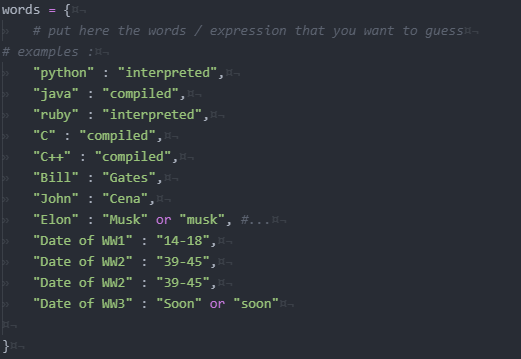 words = {
    # put here the words / expression that you want to guess
# examples :
    "python" : "interpreted",
    "java" : "compiled",
    "ruby" : "interpreted",
    "C" : "compiled",
    "C++" : "compiled",
    "Bill" : "Gates",
    "John" : "Cena",
    "Elon" : "Musk" or "musk", #...
    "Date of WW1" : "14-18",
    "Date of WW2" : "39-45",
    "Date of WW2" : "39-45",
    "Date of WW3" : "Soon" or "soon"

}